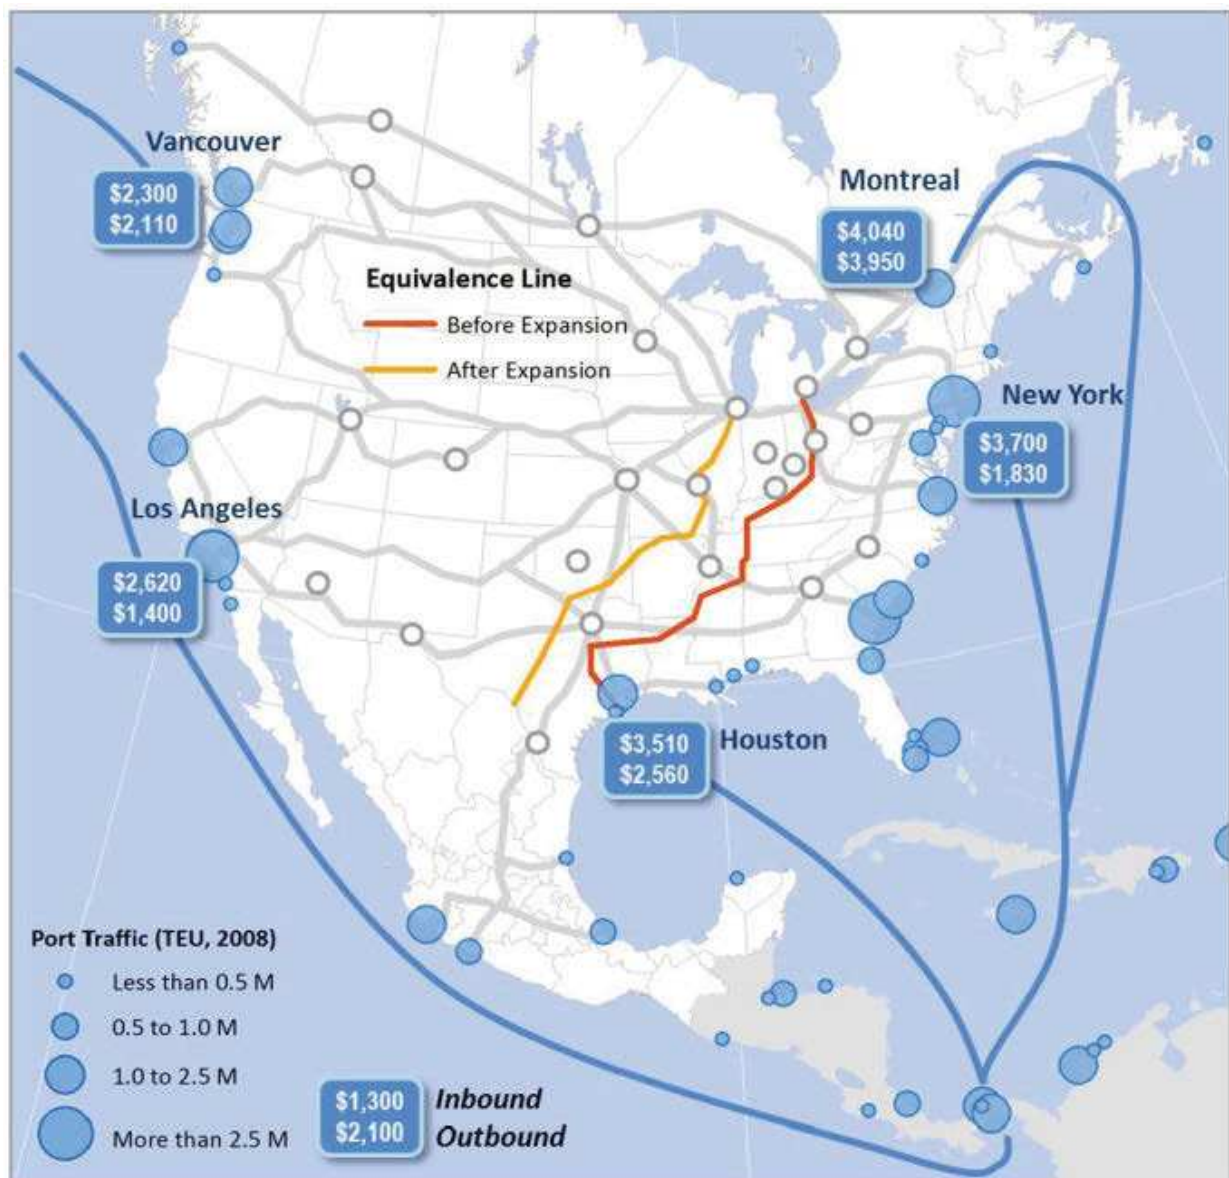 Vancouver
$2,300
$2,110
Montreal
$4,040
$3,950
Equivalence Line
Before Expansion
After Expansion
New York
$3,700
$1,830
Los Angeles
$2,620
$1,400
Houston
$3,510
$2,560
Port Traffic (TEU, 2008)
Less than 0.5 M
0.5 to 1.0 M
1.0 to 2.5 M
More than 2.5 M
$1,300 Inbound
$2,100 Outbound